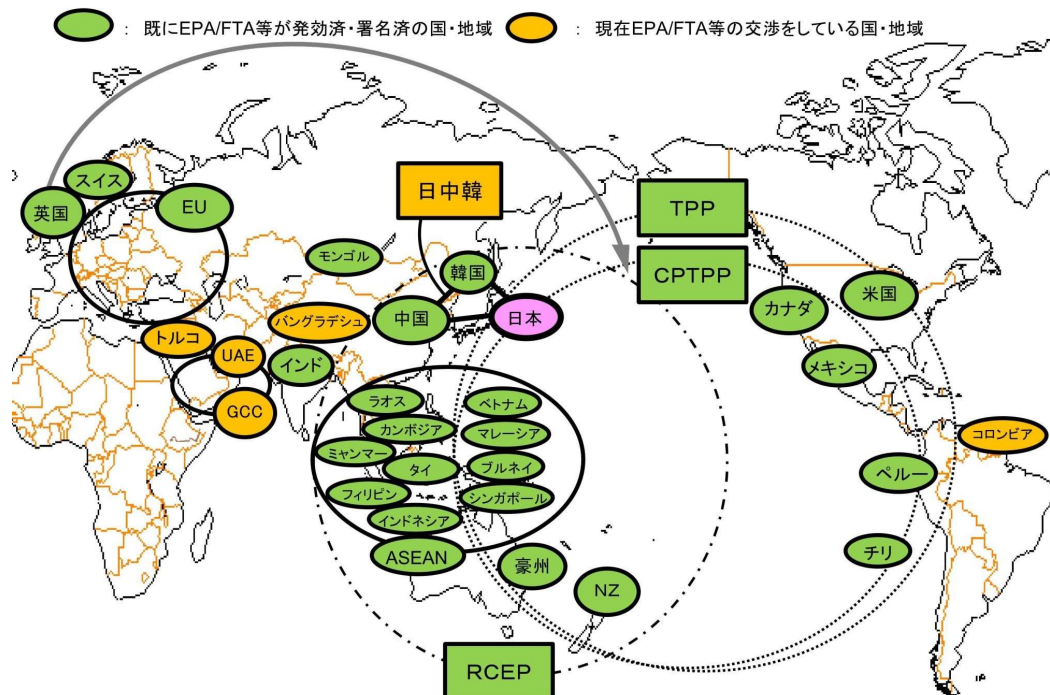 ： 既にEPA/FTA等が発効済・署名済の国・地域
： 現在EPA/FTA等の交渉をしている国・地域
日中韓
TPP
スイス
EU
英国
モンゴル
韓国
CPTPP
米国
カナダ
中国
日本
バングラデシュ
トルコ
UAE
インド
メキシコ
GCC
ラオス
ベトナム
カンボジア
マレーシア
コロンビア
ミャンマー
タイ
ブルネイ
ペルー
フィリピン
シンガポール
インドネシア
ASEAN
豪州
チリ
NZ
RCEP